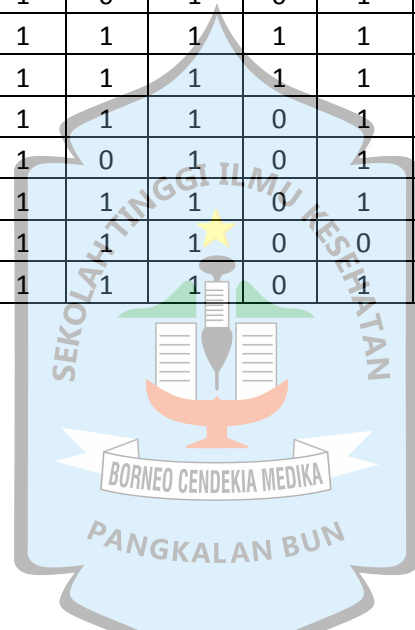 1 0 1 0 1
1 1 1 1 1
1 1 1 1 1
1 1 1 0 1
1 0 1 0 1
1 1 1 0 1
1 1 1 0 0
1 1 1 0 1
SEKOLAH TINGGI ILMU KESEHATAN
BORNEO CENDEKIA MEDIKA
PANGKALAN BUN